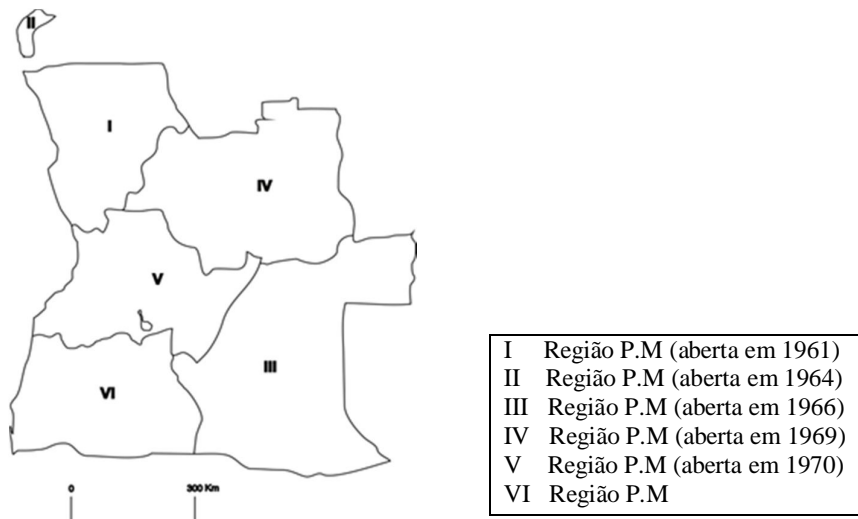 II
I
IV
V
III
VI
0 300 Km
I Região P.M (aberta em 1961)
II Região P.M (aberta em 1964)
III Região P.M (aberta em 1966)
IV Região P.M (aberta em 1969)
V Região P.M (aberta em 1970)
VI Região P.M